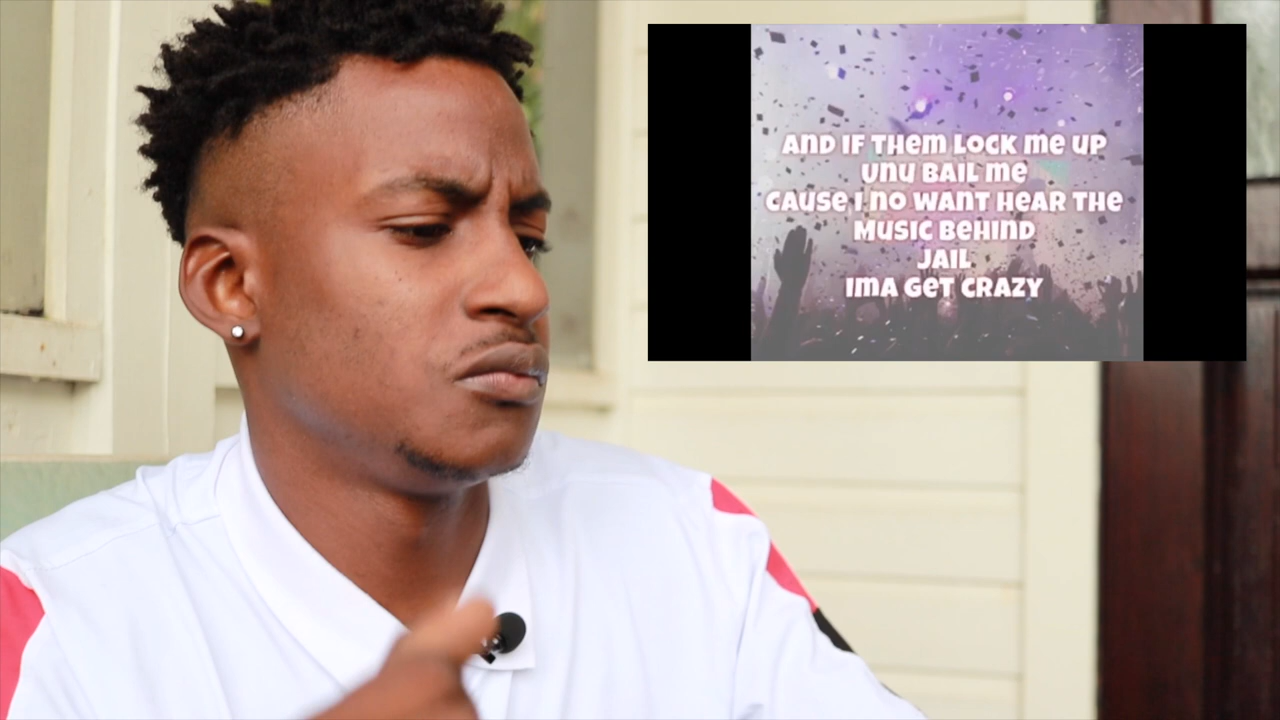 AND IF THEM LOCK ME UP
UNU BAIL ME
CAUSE I NO WANT HEAR THE
MUSIC BEHIND
JAIL
IMA GET CRAZY